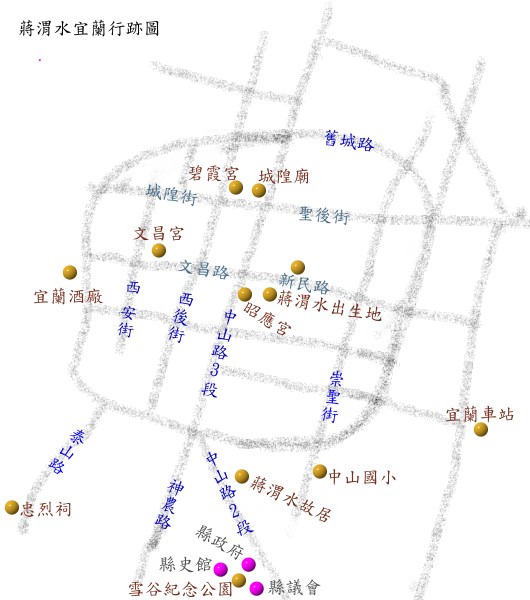 蔣渭水宜蘭行跡圖
舊城路
碧霞宮
城隍廟
城隍街
聖後街
文昌宮
文昌路
新民路
宜蘭酒廠
西安街
西後街
中山路3段
昭應宮
蔣渭水出生地
崇聖街
宜蘭車站
泰山路
神農路
中山路2段
蔣渭水故居
中山國小
忠烈祠
縣政府
縣史館
雪谷紀念公園
縣議會